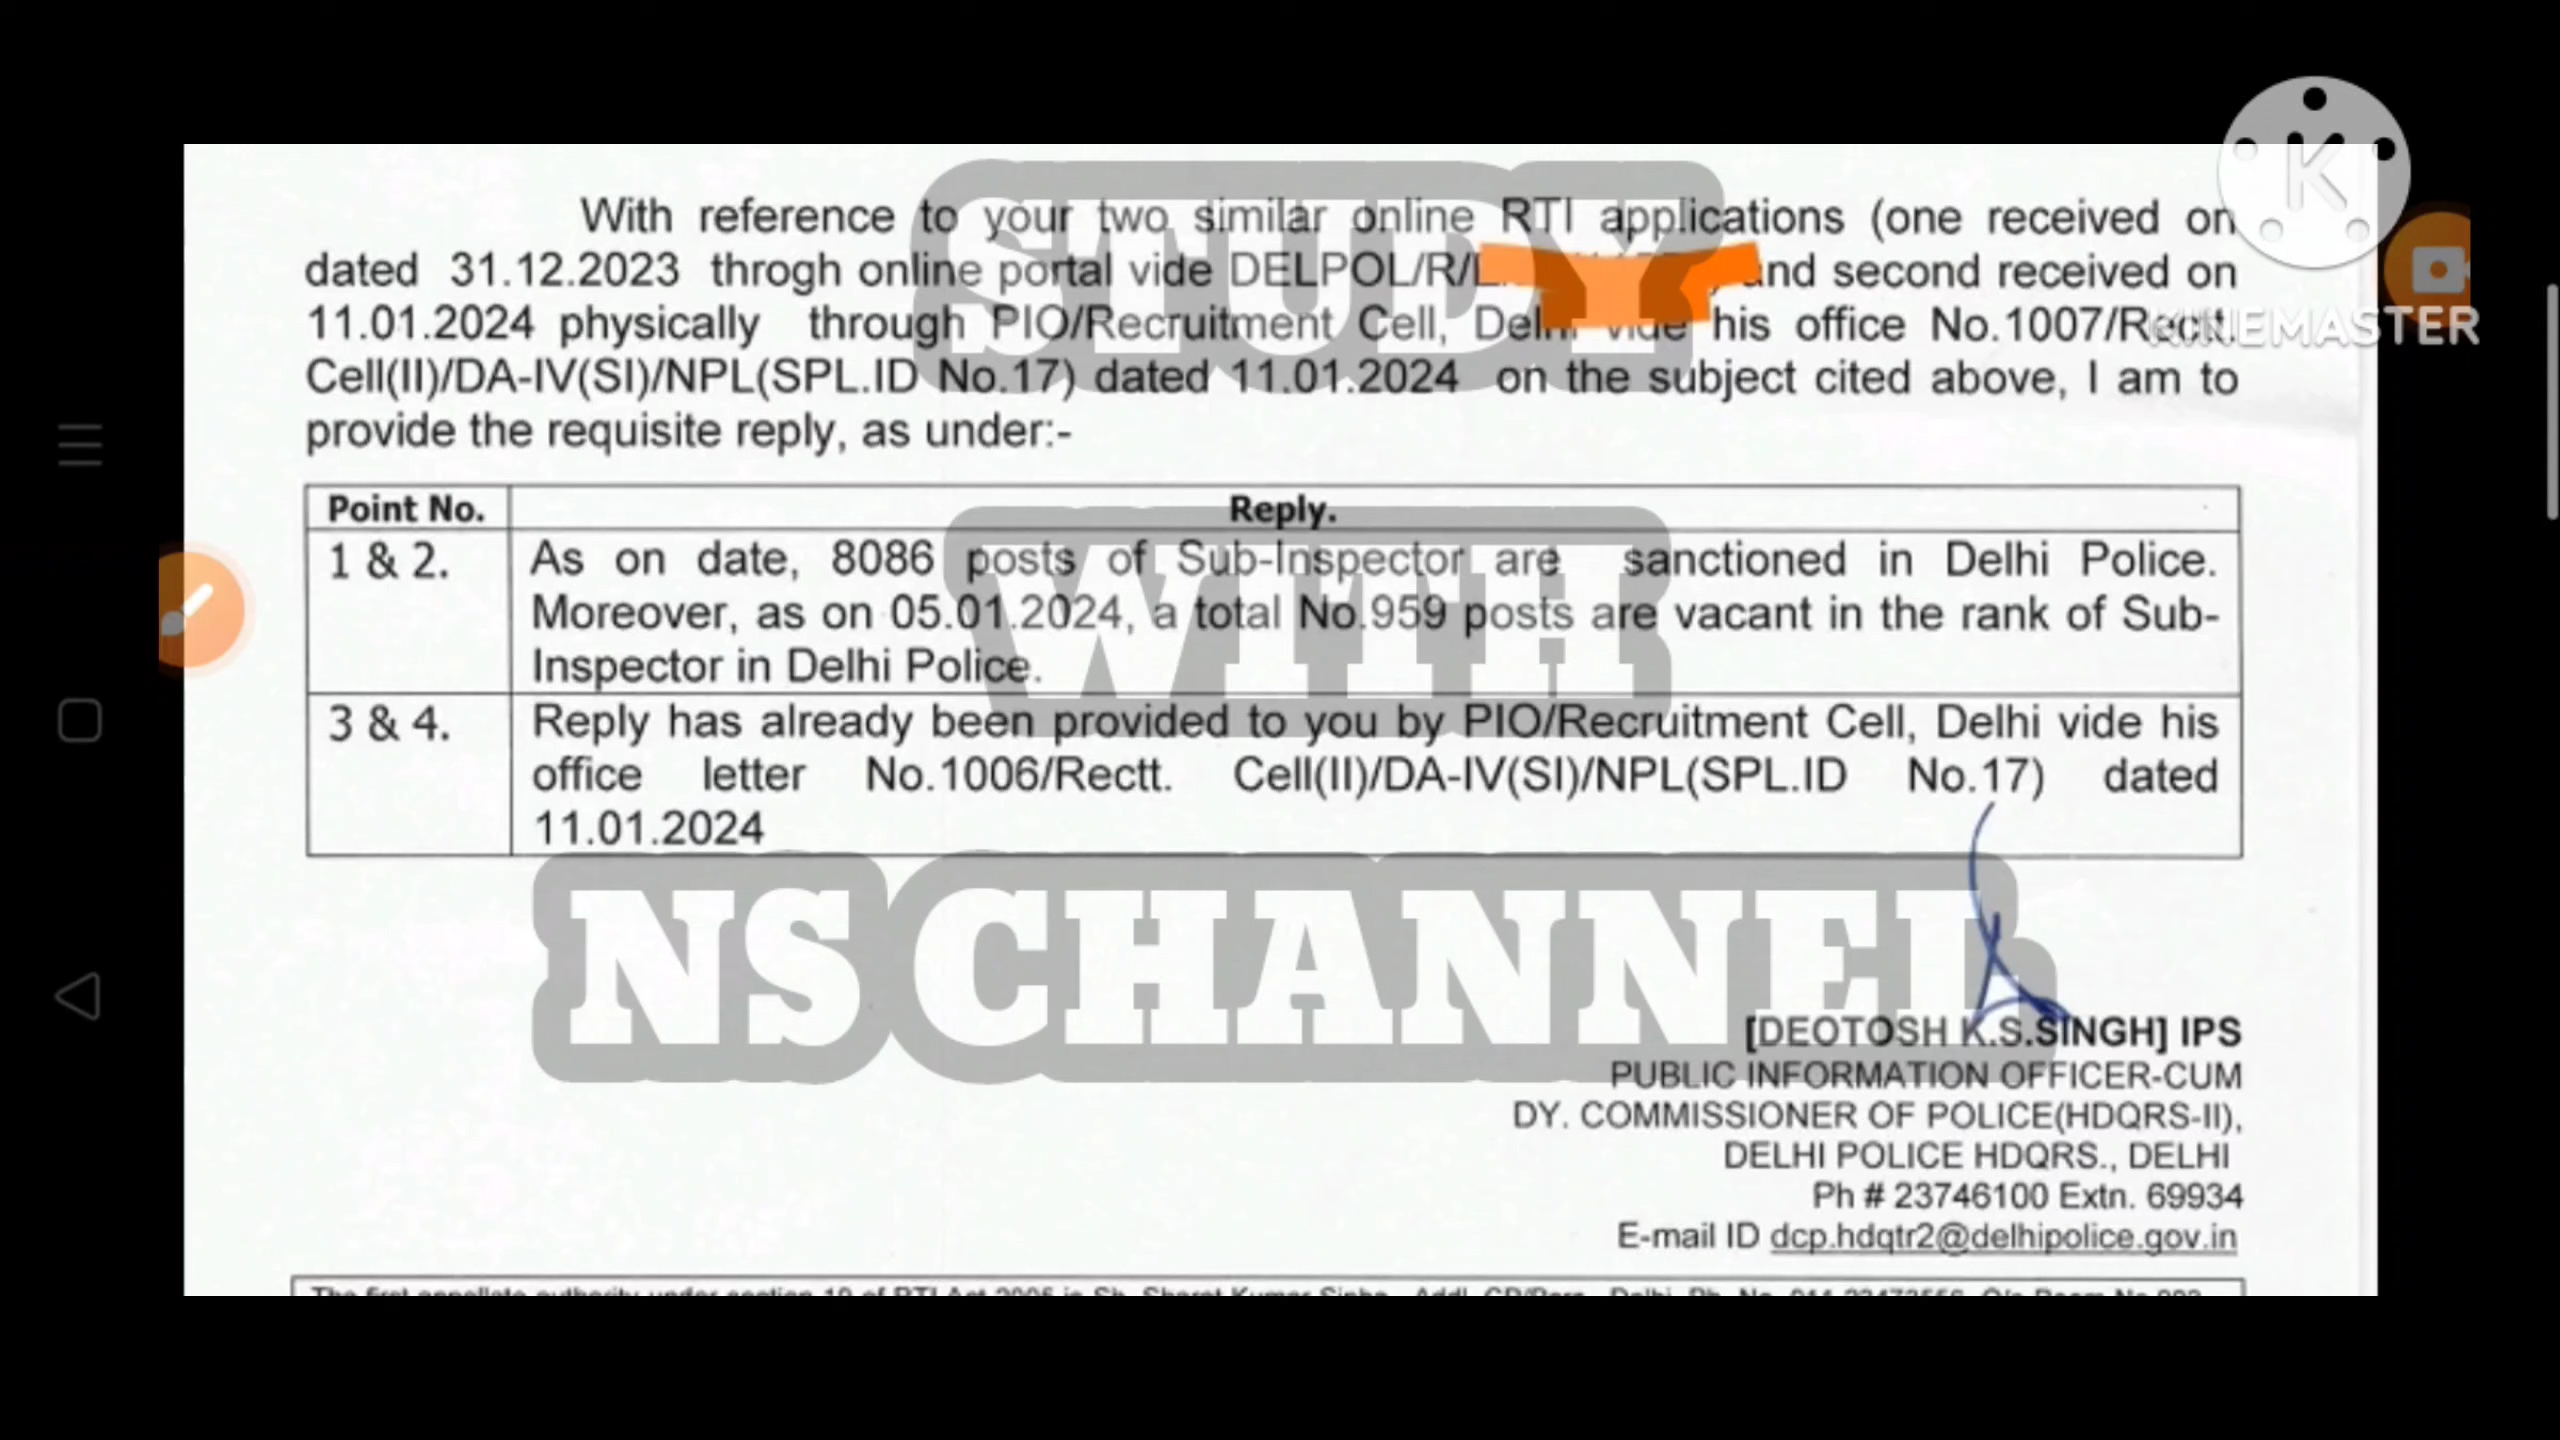 With reference to your two similar online RTI applications (one received on
dated 31.12.2023 throgh online portal vide DELPOL/R/ and second received on
11.01.2024 physically through PIO/Recruitment Cell, Delhi vide his office No.1007/Rectt.
Cell(II)/DA-IV(SI)/NPL(SPL.ID No.17) dated 11.01.2024 on the subject cited above, I am to
provide the requisite reply, as under:-
Point No. Reply.
1 & 2. As on date, 8086 posts of Sub-Inspector are sanctioned in Delhi Police.
Moreover, as on 05.01.2024, a total No.959 posts are vacant in the rank of Sub-
Inspector in Delhi Police.
3 & 4. Reply has already been provided to you by PIO/Recruitment Cell, Delhi vide his
office letter No.1006/Rectt. Cell(II)/DA-IV(SI)/NPL(SPL.ID No.17) dated
11.01.2024
[DEOTOSH K.S.SINGH] IPS
PUBLIC INFORMATION OFFICER-CUM
DY. COMMISSIONER OF POLICE(HDQRS-II),
DELHI POLICE HDQRS., DELHI
Ph # 23746100 Extn. 69934
E-mail ID dcp.hdqtr2@delhipolice.gov.in
STUDY
WITH
NS CHANNEL
K
KINEMASTER